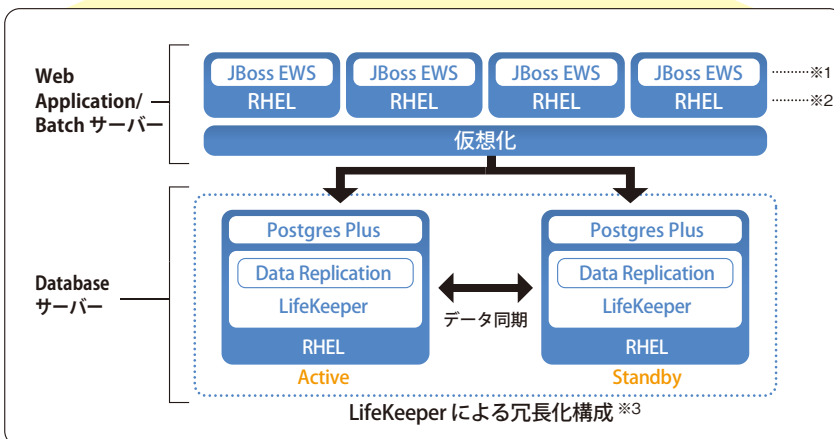 Web
Application/
Batch サーバー
JBoss EWS JBoss EWS JBoss EWS JBoss EWS ※1
RHEL RHEL RHEL RHEL ※2
仮想化
Database
サーバー
Postgres Plus Postgres Plus
Data Replication Data Replication
LifeKeeper LifeKeeper
データ同期
RHEL RHEL
Active Standby
LifeKeeper による冗長化構成 ※3